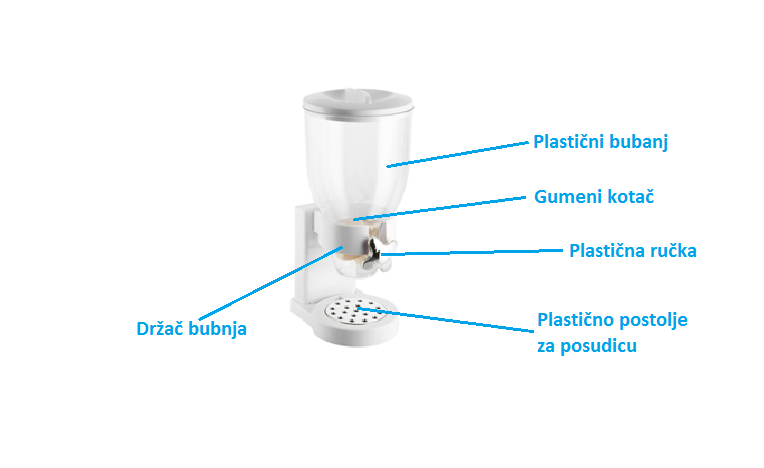 Plastični bubanj
Gumeni kotač
Plastična ručka
Držač bubnja
Plastično postolje
za posudicu